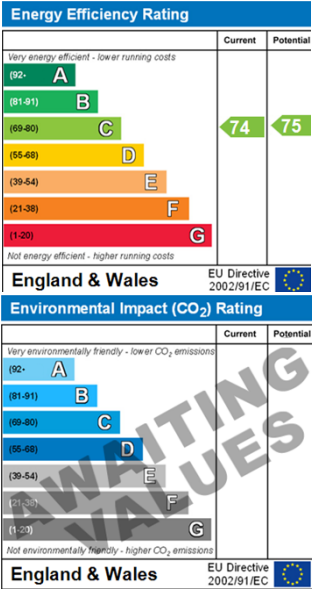 Energy Efficiency Rating
Current Potential
Very energy efficient - lower running costs
(92- A
(81-91) B
(69-80) C 74 75
(55-68) D
(39-54) E
(21-38) F
(1-20) G
Not energy efficient - higher running costs
England & Wales
EU Directive
2002/91/EC
Environmental Impact (CO₂) Rating
Current Potential
Very environmentally friendly - lower CO₂ emissions
(92- A
(81-91) B
(69-80) C
(55-68) D
(39-54) E
(21-38) F
(1-20) G
AWAITING
VALUES
Not environmentally friendly - higher CO₂ emissions
England & Wales
EU Directive
2002/91/EC